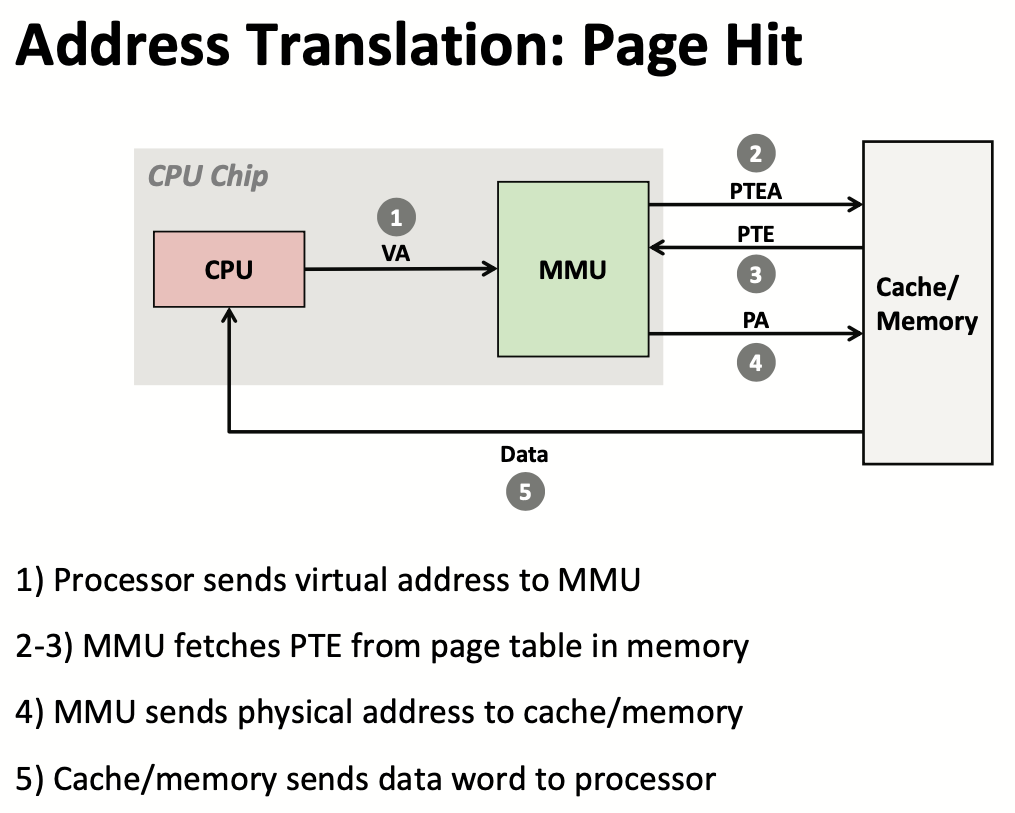 Address Translation: Page Hit
CPU Chip
2
PTEA
1
VA
PTE
CPU
MMU
3
Cache/
Memory
PA
4
Data
5
1) Processor sends virtual address to MMU
2-3) MMU fetches PTE from page table in memory
4) MMU sends physical address to cache/memory
5) Cache/memory sends data word to processor